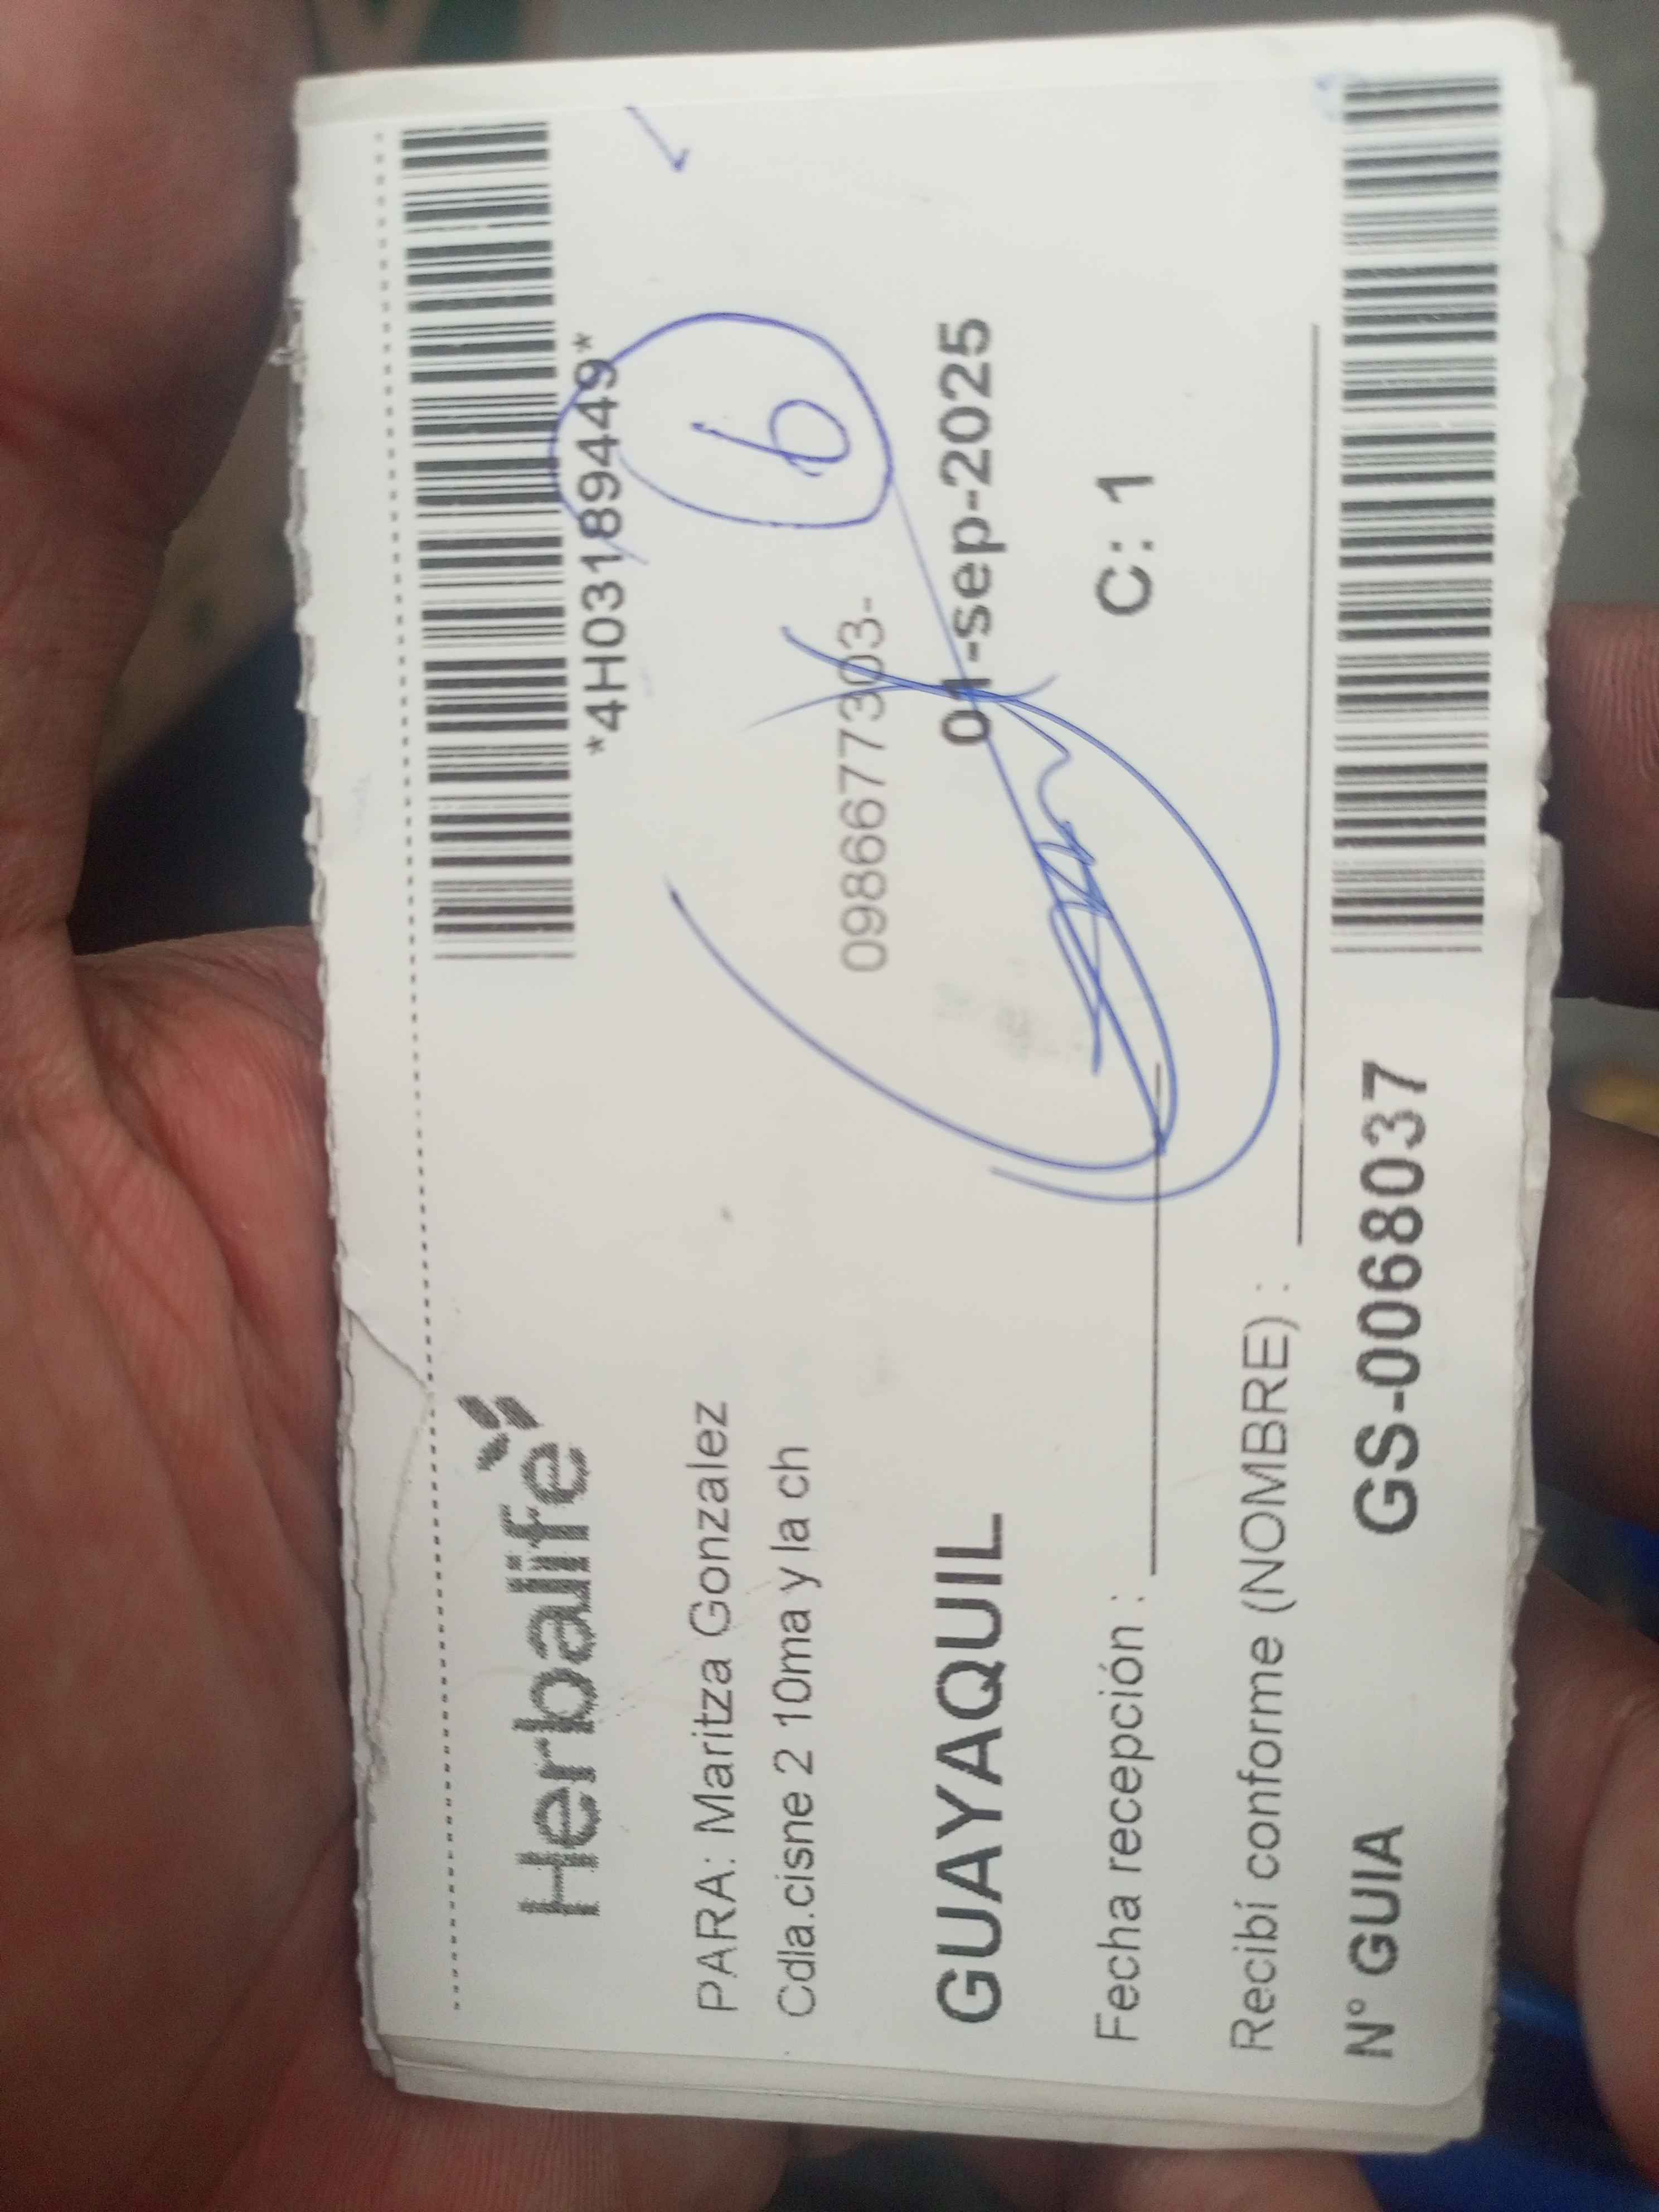 Herbalife
*4H03189449*
PARA: Maritza Gonzalez
6
Cdla.cisne 2 10ma y la ch
0986677303-
GUAYAQUIL
01-sep-2025
Fecha recepción :
C: 1
Recibí conforme (NOMBRE) :
N° GUIA GS-0068037